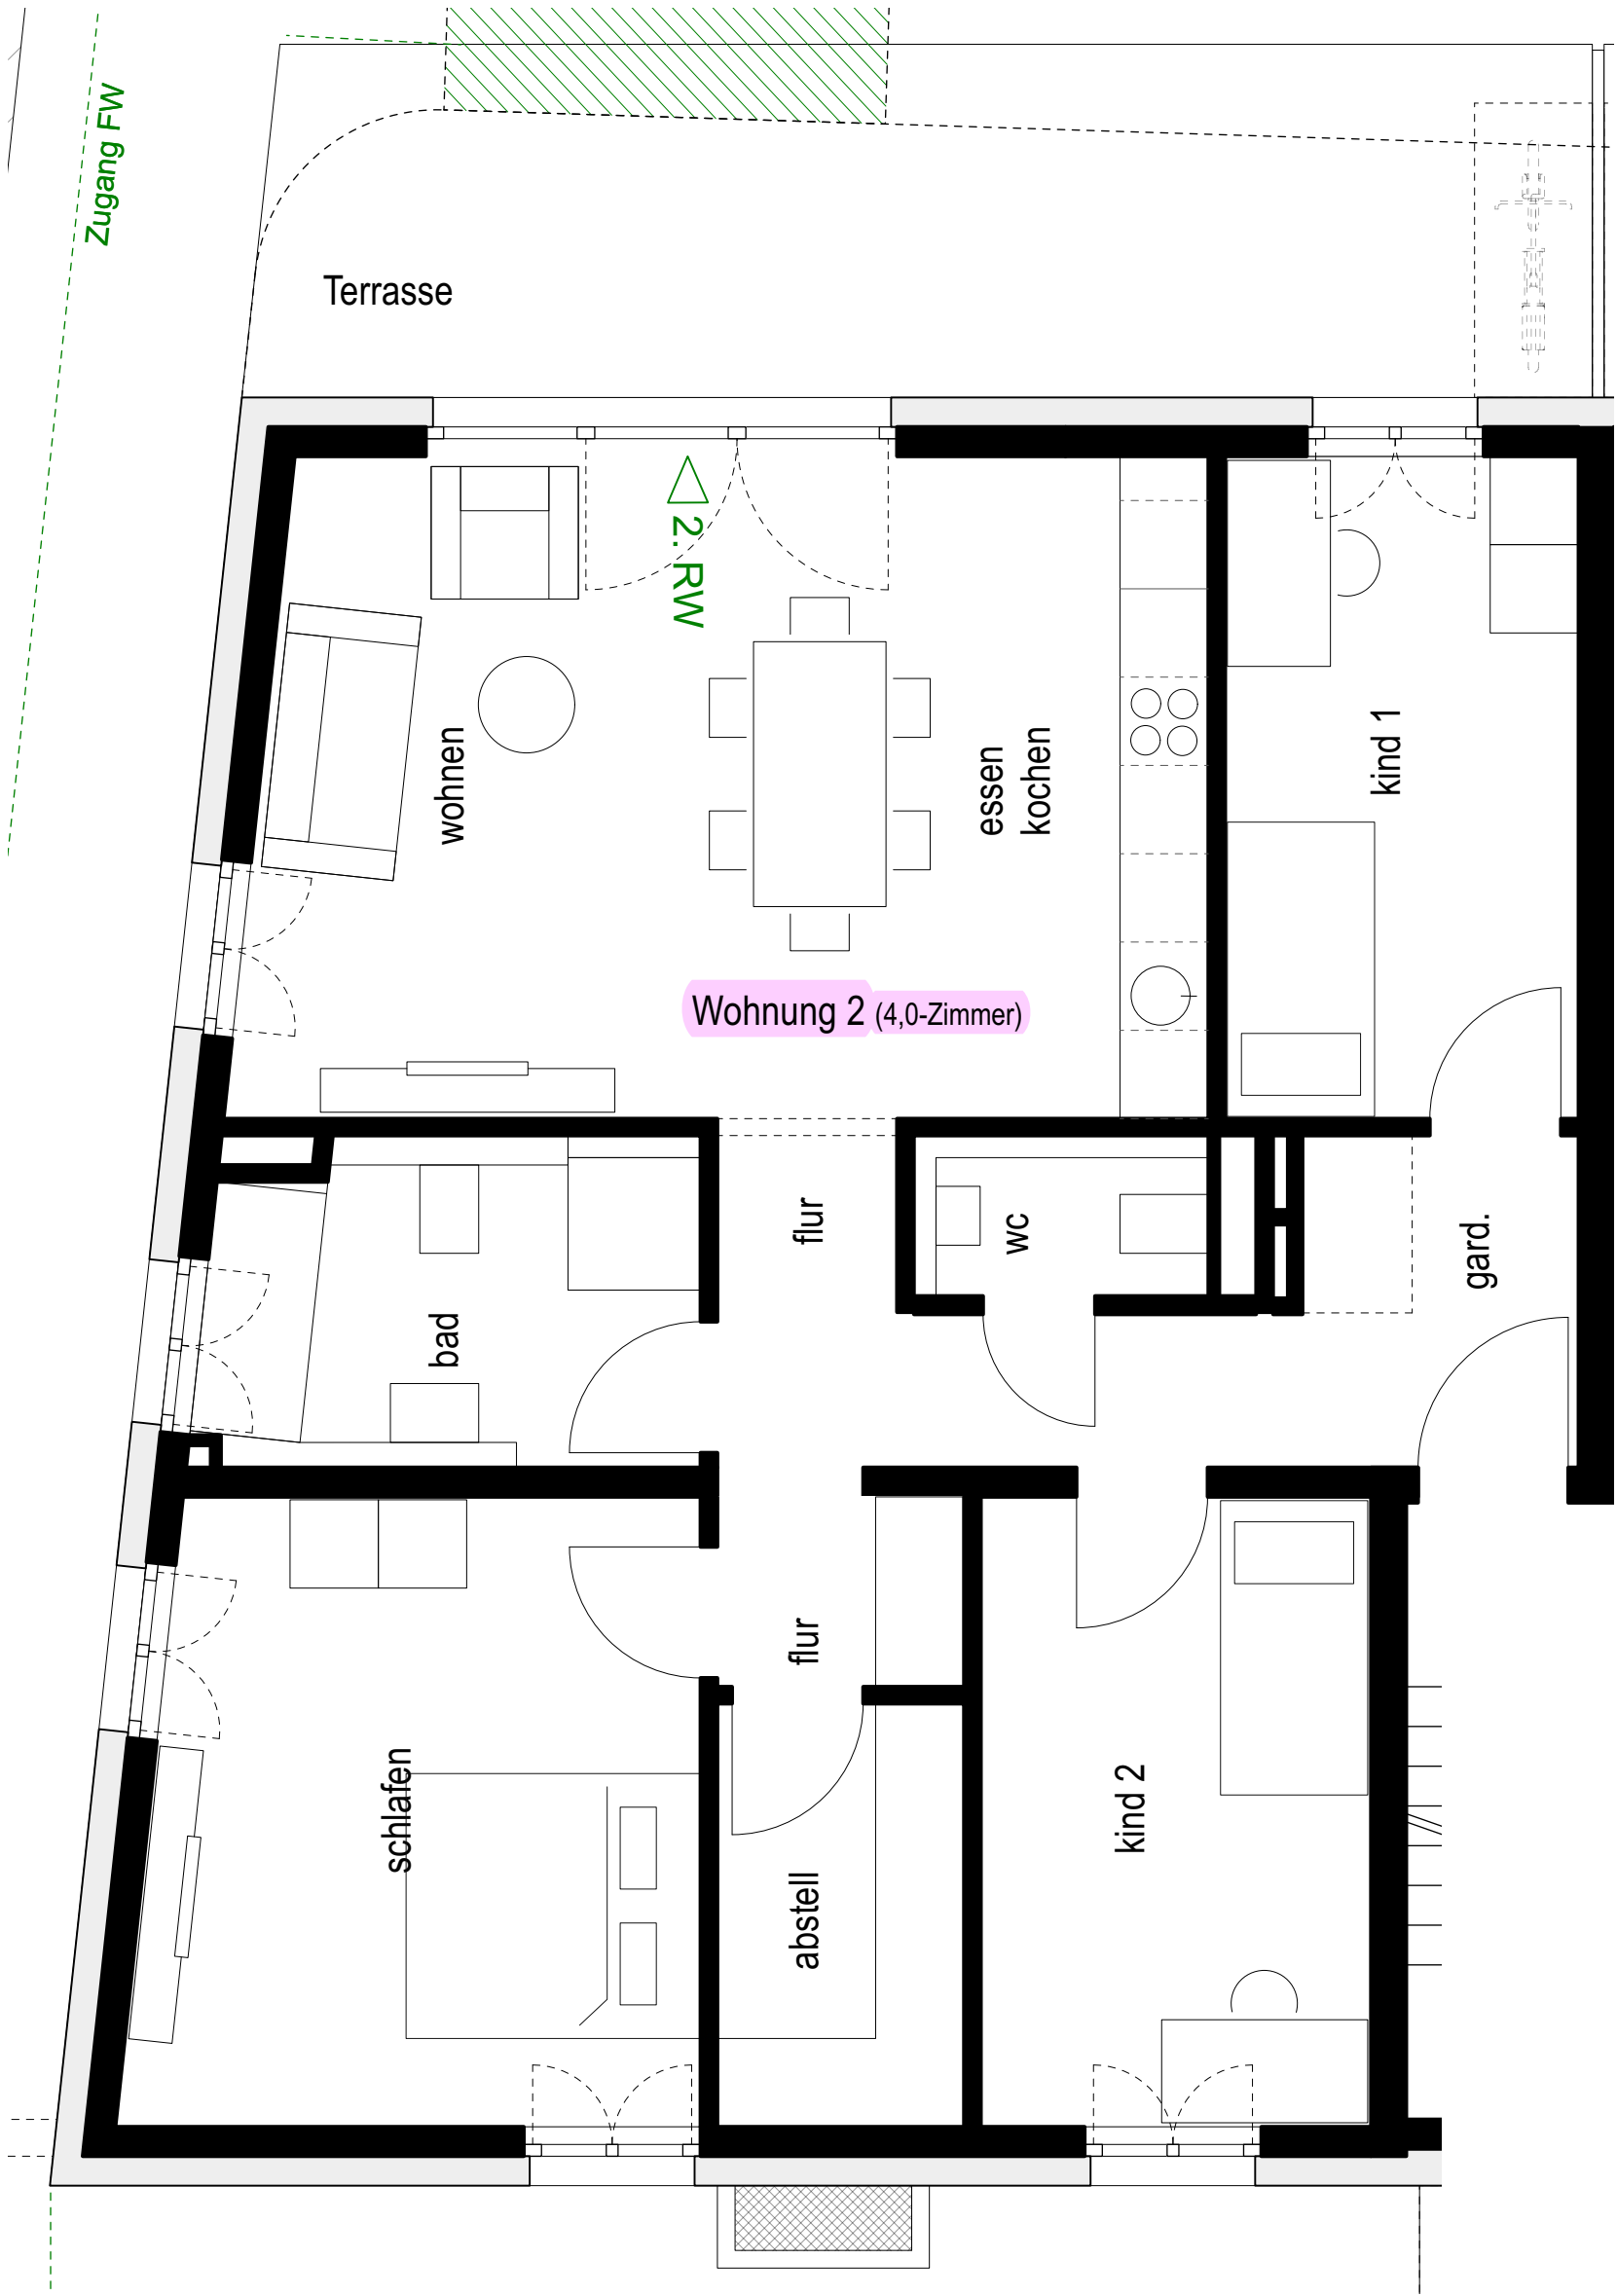 Zugang FW
Terrasse
2. RW
wohnen
essen
kochen
kind 1
Wohnung 2 (4,0-Zimmer)
flur
wc
gard.
bad
flur
schlafen
abstell
kind 2